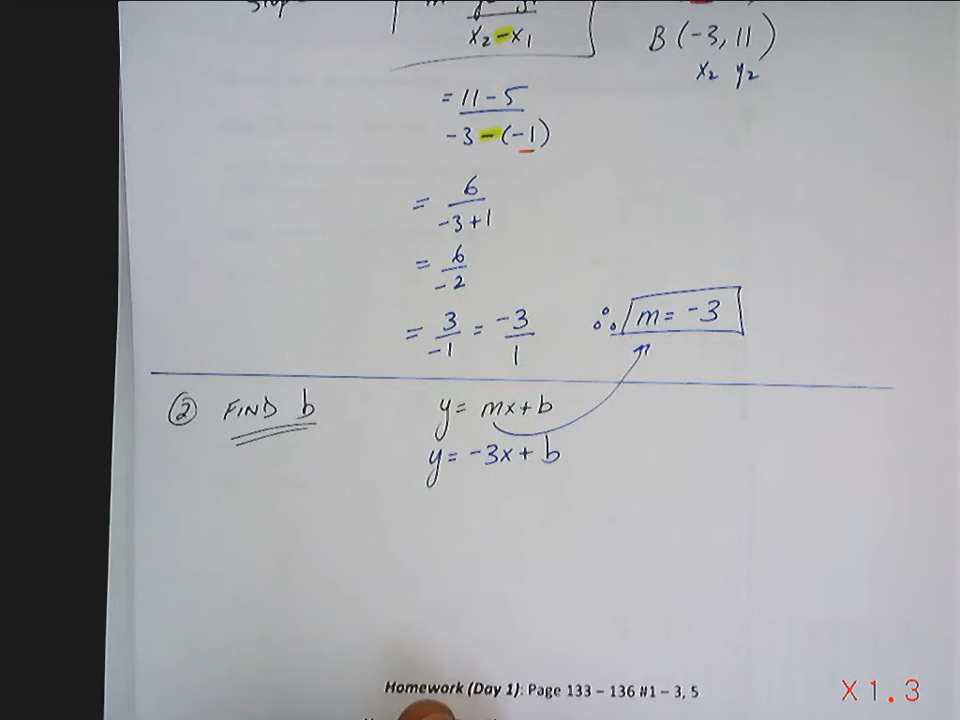 x₂ - x₁
B (-3, 11)
x₂ y₂
= 11 - 5
-3 - (-1)
= 6
-3 + 1
= 6
-2
= 3 = -3
-1 1
∴ m = -3
② FIND b
y = mx + b
y = -3x + b
Homework (Day 1): Page 133 – 136 #1 – 3, 5
X1.3